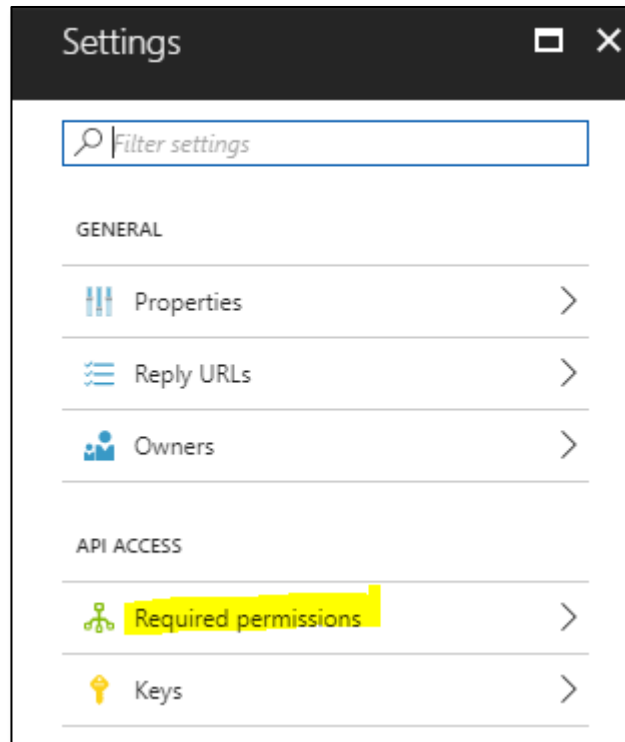 Settings
Filter settings
GENERAL
Properties
Reply URLs
Owners
API ACCESS
Required permissions
Keys